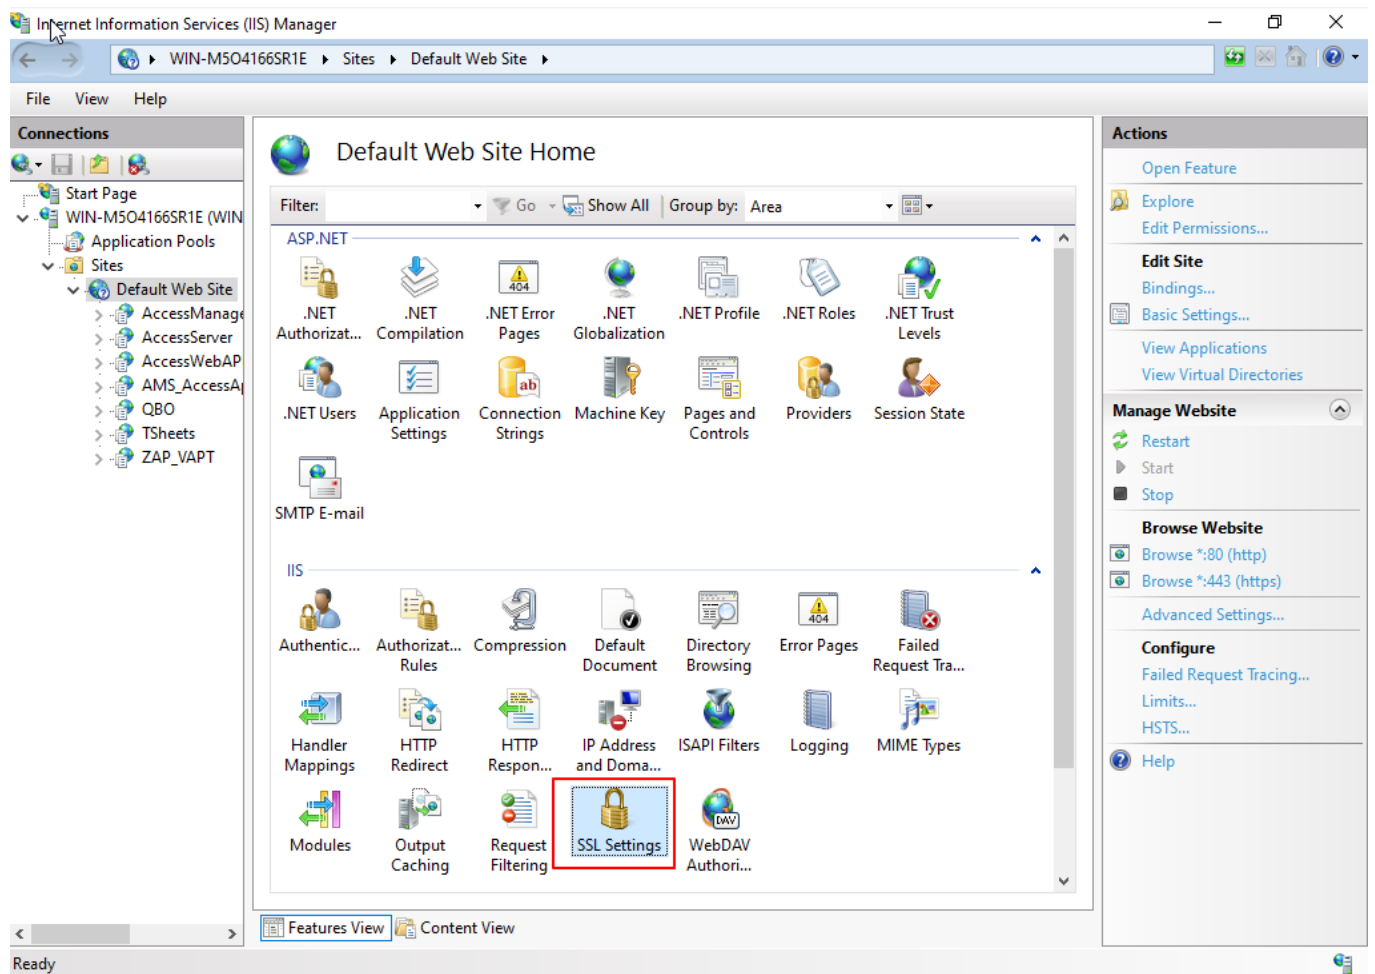 Internet Information Services (IIS) Manager
WIN-M5O4166SR1E Sites Default Web Site
File View Help
Connections
Start Page
WIN-M5O4166SR1E (WIN
Application Pools
Sites
Default Web Site
AccessManage
AccessServer
AccessWebAP
AMS_AccessA
QBO
TSheets
ZAP_VAPT
Default Web Site Home
Filter: Go Show All Group by: Area
ASP.NET
.NET Authorizat...
.NET Compilation
.NET Error Pages
.NET Globalization
.NET Profile
.NET Roles
.NET Trust Levels
.NET Users
Application Settings
Connection Strings
Machine Key
Pages and Controls
Providers
Session State
SMTP E-mail
IIS
Authentic...
Authorizat... Rules
Compression
Default Document
Directory Browsing
Error Pages
Failed Request Tra...
Handler Mappings
HTTP Redirect
HTTP Respon...
IP Address and Doma...
ISAPI Filters
Logging
MIME Types
Modules
Output Caching
Request Filtering
SSL Settings
WebDAV Authori...
Features View Content View
Actions
Open Feature
Explore
Edit Permissions...
Edit Site
Bindings...
Basic Settings...
View Applications
View Virtual Directories
Manage Website
Restart
Start
Stop
Browse Website
Browse *:80 (http)
Browse *:443 (https)
Advanced Settings...
Configure
Failed Request Tracing...
Limits...
HSTS...
Help
Ready